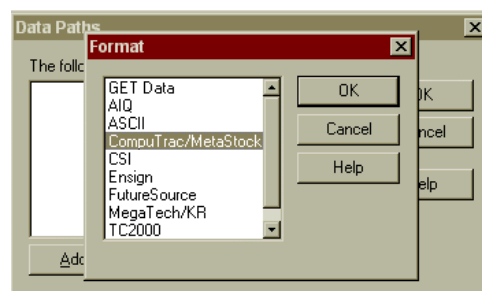 Data Paths
Format
The follc
GET Data
AIQ
ASCII
CompuTrac/MetaStock
CSI
Ensign
FutureSource
MegaTech/KR
TC2000
OK
Cancel
Help
OK
ncel
elp
Add